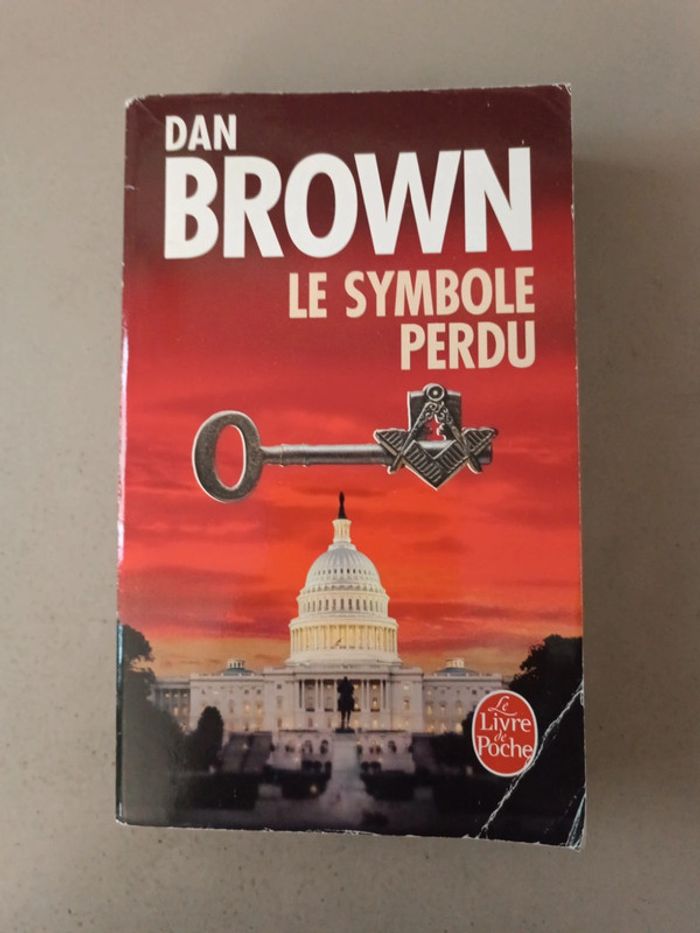 DAN
BROWN
LE SYMBOLE
PERDU
Le
Livre
de
Poche